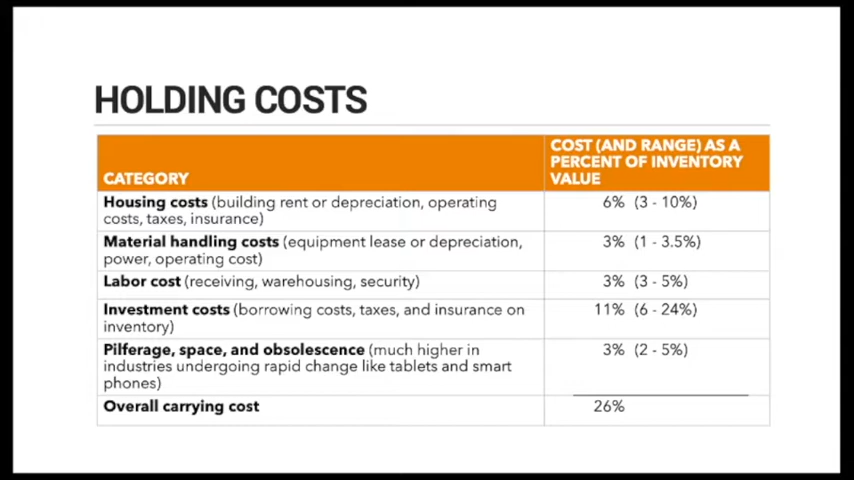 HOLDING COSTS
CATEGORY
COST (AND RANGE) AS A
PERCENT OF INVENTORY
VALUE
Housing costs (building rent or depreciation, operating
costs, taxes, insurance)
6% (3 - 10%)
Material handling costs (equipment lease or depreciation,
power, operating cost)
3% (1 - 3.5%)
Labor cost (receiving, warehousing, security)
3% (3 - 5%)
Investment costs (borrowing costs, taxes, and insurance on
inventory)
11% (6 - 24%)
Pilferage, space, and obsolescence (much higher in
industries undergoing rapid change like tablets and smart
phones)
3% (2 - 5%)
Overall carrying cost
26%